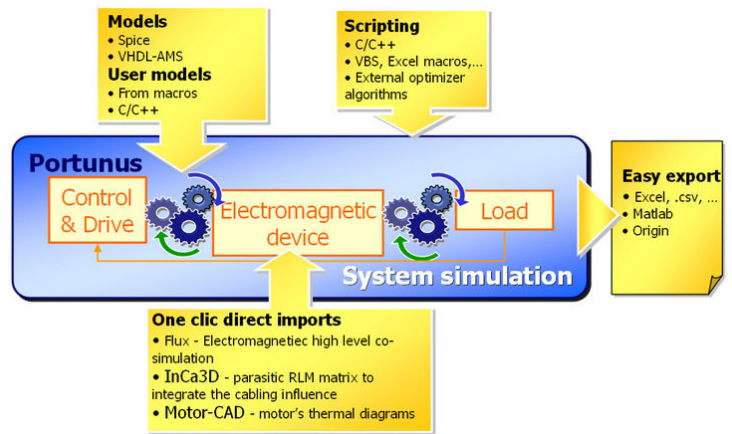 Models
• Spice
• VHDL-AMS
User models
• From macros
• C/C++
Scripting
• C/C++
• VBS, Excel macros,...
• External optimizer
algorithms
Portunus
Control
& Drive
Electromagnetic
device
Load
System simulation
Easy export
• Excel, .csv, ...
• Matlab
• Origin
One clic direct imports
• Flux - Electromagnetiec high level co-
simulation
• InCa3D - parasitic RLM matrix to
integrate the cabling influence
• Motor-CAD - motor's thermal diagrams